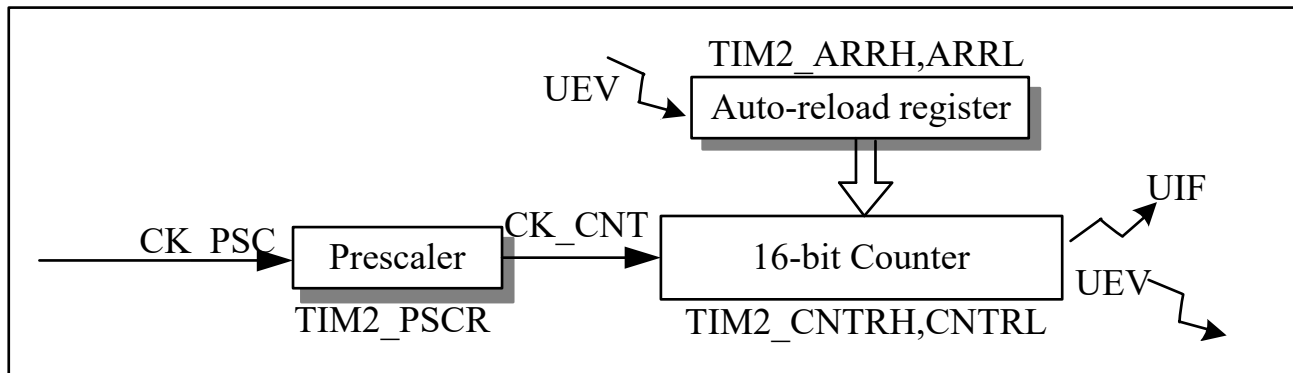 TIM2_ARRH,ARRL
UEV
Auto-reload register
UIF
CK_PSC
CK_CNT
Prescaler
16-bit Counter
UEV
TIM2_PSCR
TIM2_CNTRH,CNTRL